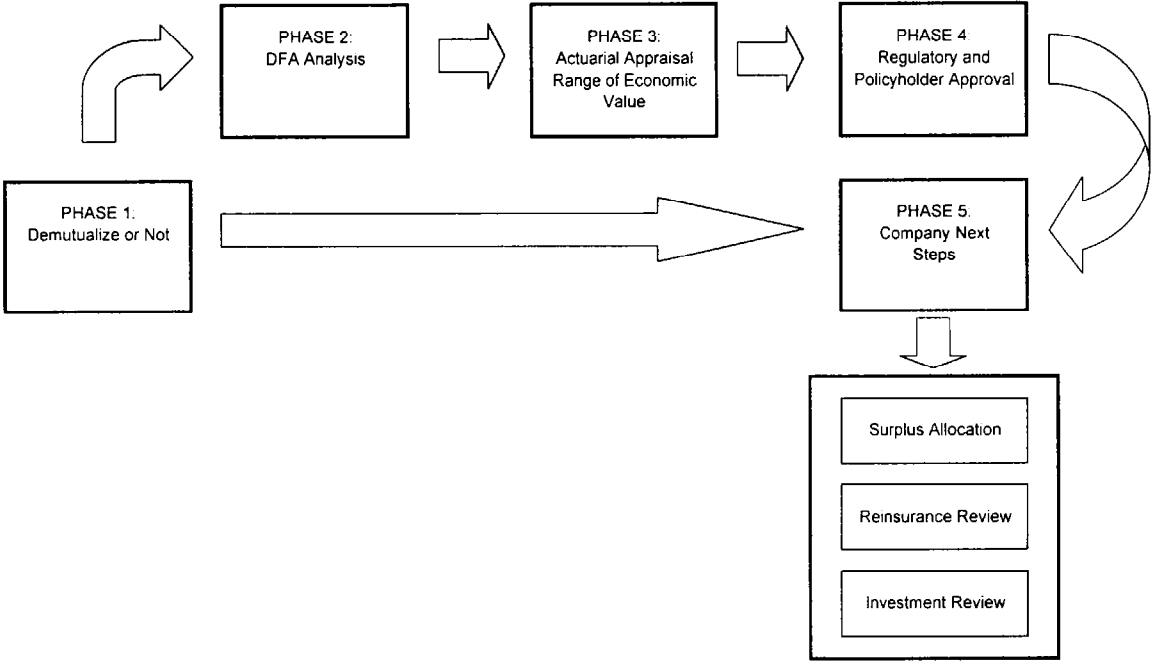 PHASE 2:
DFA Analysis
PHASE 3:
Actuarial Appraisal
Range of Economic
Value
PHASE 4:
Regulatory and
Policyholder Approval
PHASE 1:
Demutualize or Not
PHASE 5:
Company Next
Steps
Surplus Allocation
Reinsurance Review
Investment Review